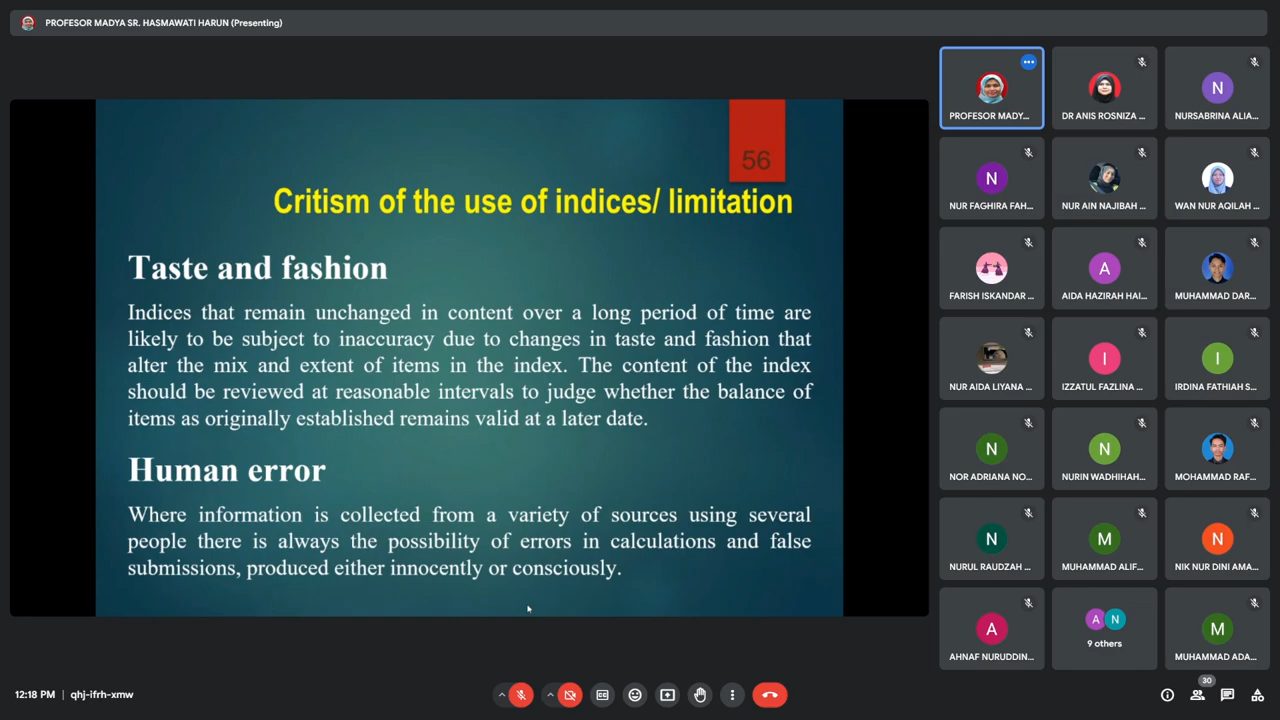 PROFESOR MADYA SR. HASMAWATI HARUN (Presenting)
56
Critism of the use of indices/ limitation
Taste and fashion
Indices that remain unchanged in content over a long period of time are
likely to be subject to inaccuracy due to changes in taste and fashion that
alter the mix and extent of items in the index. The content of the index
should be reviewed at reasonable intervals to judge whether the balance of
items as originally established remains valid at a later date.
Human error
Where information is collected from a variety of sources using several
people there is always the possibility of errors in calculations and false
submissions, produced either innocently or consciously.
PROFESOR MADY...
DR ANIS ROSNIZA ...
N
NURSABRINA ALIA...
N
NUR FAGHIRA FAH...
NUR AIN NAJIBAH ...
WAN NUR AQILAH ...
FARISH ISKANDAR ...
A
AIDA HAZIRAH HAI...
MUHAMMAD DAR...
NUR AIDA LIYANA ...
I
IZZATUL FAZLINA ...
I
IRDINA FATHIAH S...
N
NOR ADRIANA NO...
N
NURIN WADHIHAH...
MOHAMMAD RAF...
N
NURUL RAUDZAH ...
M
MUHAMMAD ALIF...
N
NIK NUR DINI AMA...
A
AHNAF NURUDDIN...
A N
9 others
M
MUHAMMAD ADA...
12:18 PM | qhj-ifrh-xmw
30